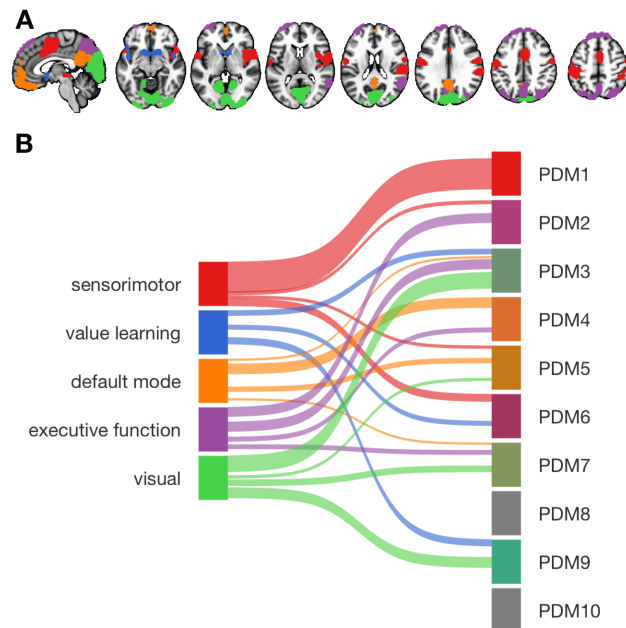 A
B
sensorimotor
value learning
default mode
executive function
visual
PDM1
PDM2
PDM3
PDM4
PDM5
PDM6
PDM7
PDM8
PDM9
PDM10